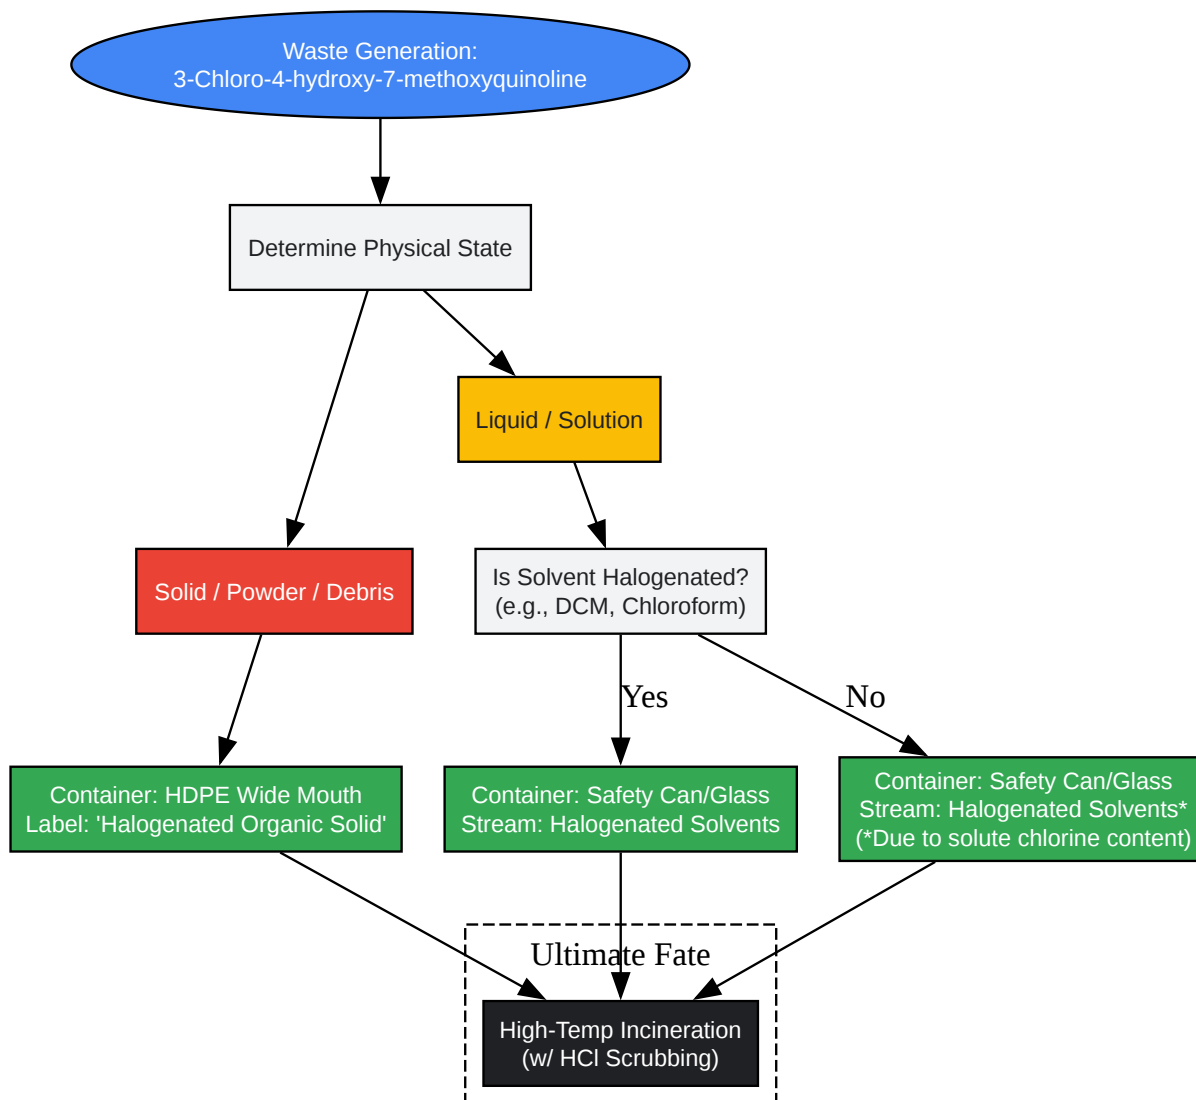 Waste Generation:
3-Chloro-4-hydroxy-7-methoxyquinoline
Determine Physical State
Liquid / Solution
Solid / Powder / Debris
Is Solvent Halogenated?
(e.g., DCM, Chloroform)
Yes
No
Container: HDPE Wide Mouth
Label: 'Halogenated Organic Solid'
Container: Safety Can/Glass
Stream: Halogenated Solvents
Container: Safety Can/Glass
Stream: Halogenated Solvents*
(*Due to solute chlorine content)
Ultimate Fate
High-Temp Incineration
(w/ HCl Scrubbing)